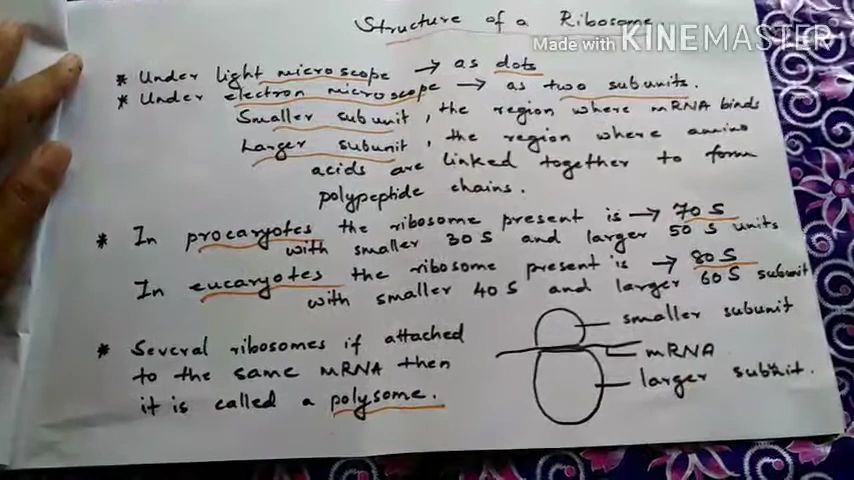 Structure of a Ribosome.
Made with KINEMASTER
* Under light microscope → as dots
* Under electron microscope → as two subunits.
Smaller subunit, the region where mRNA binds
Larger subunit, the region where amino
acids are linked together to form
polypeptide chains.
* In procaryotes the ribosome present is → 70 S
with smaller 30 S and larger 50 S units
In eucaryotes the ribosome present is → 80 S
with smaller 40 S and larger 60 S subunit
* Several ribosomes if attached
to the same mRNA then
it is called a polysome.
smaller subunit
mRNA
larger subunit.